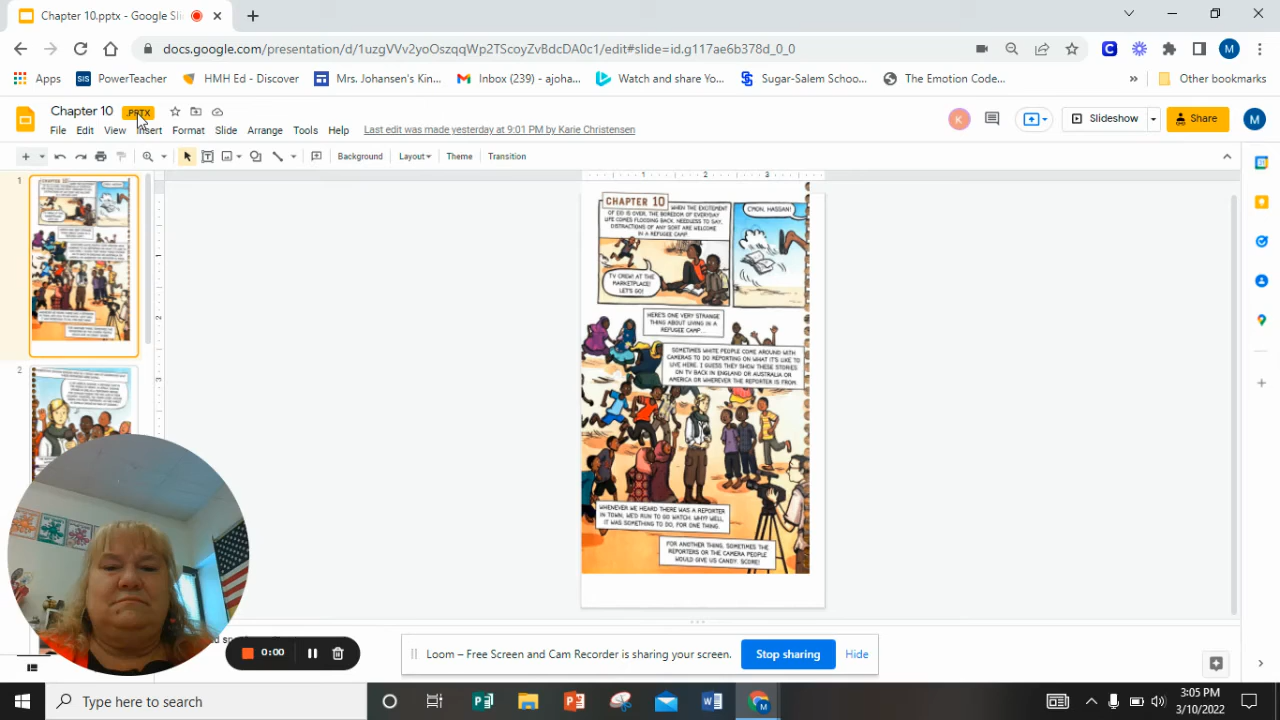 Chapter 10.pptx - Google Sli
docs.google.com/presentation/d/1uzgVVv2yoOszqqWp2TScoyZvBdcDA0c1/edit#slide=id.g117ae6b378d_0_0
M
Apps
SIS
PowerTeacher
HMH Ed - Discover
Mrs. Johansen's Kin...
Inbox (239) - ajoha...
Watch and share Yo...
Sugar-Salem Schoo...
The Emotion Code...
»
Other bookmarks
Chapter 10
.PPTX
K
Slideshow
Share
M
File Edit View Insert Format Slide Arrange Tools Help
Last edit was made yesterday at 9:01 PM by Karie Christensen
Background Layout Theme Transition
1
2
1 2 3
2
3
CHAPTER 10
WHEN THE EXCITEMENT
OF EID IS OVER, THE BOREDOM OF EVERYDAY
LIFE COMES FLOODING BACK. NEEDLESS TO SAY,
DISTRACTIONS OF ANY SORT ARE WELCOME
IN A REFUGEE CAMP.
C'MON, HASSAN!
TV CREW! AT THE
MARKETPLACE!
LET'S GO!
HERE'S ONE VERY STRANGE
THING ABOUT LIVING IN A
REFUGEE CAMP...
SOMETIMES WHITE PEOPLE COME AROUND WITH
CAMERAS TO DO REPORTING ON WHAT IT'S LIKE TO
LIVE HERE. I GUESS THEY SHOW THESE STORIES
ON TV BACK IN ENGLAND OR AUSTRALIA OR
AMERICA OR WHEREVER THE REPORTER IS FROM.
WHENEVER WE HEARD THERE WAS A REPORTER
IN TOWN, WE'D RUN TO GO WATCH. WHY? WELL,
IT WAS SOMETHING TO DO, FOR ONE THING.
FOR ANOTHER THING, SOMETIMES THE
REPORTERS OR THE CAMERA PEOPLE
WOULD GIVE US CANDY. SCORE!
0:00
Loom – Free Screen and Cam Recorder is sharing your screen.
Stop sharing
Hide
Type here to search
3:05 PM
3/10/2022